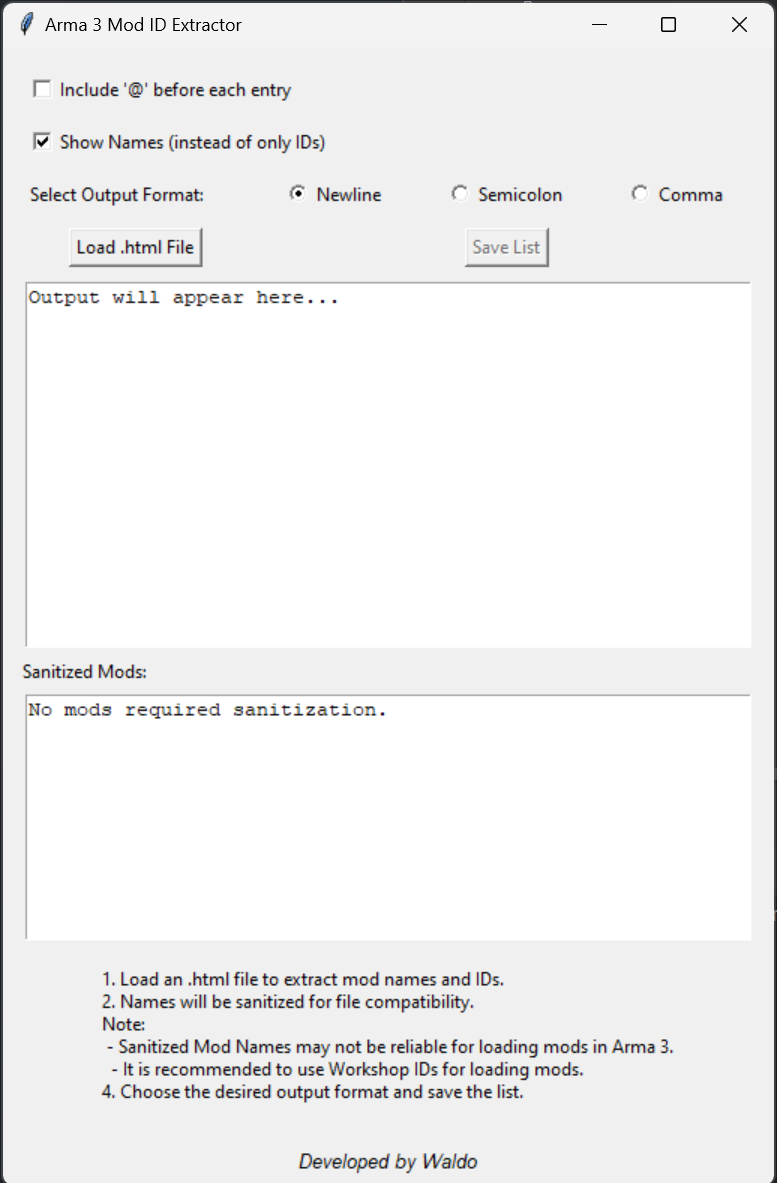 Arma 3 Mod ID Extractor
Include '@' before each entry
Show Names (instead of only IDs)
Select Output Format: Newline Semicolon Comma
Load .html File Save List
Output will appear here...
Sanitized Mods:
No mods required sanitization.
1. Load an .html file to extract mod names and IDs.
2. Names will be sanitized for file compatibility.
Note:
- Sanitized Mod Names may not be reliable for loading mods in Arma 3.
- It is recommended to use Workshop IDs for loading mods.
4. Choose the desired output format and save the list.
Developed by Waldo